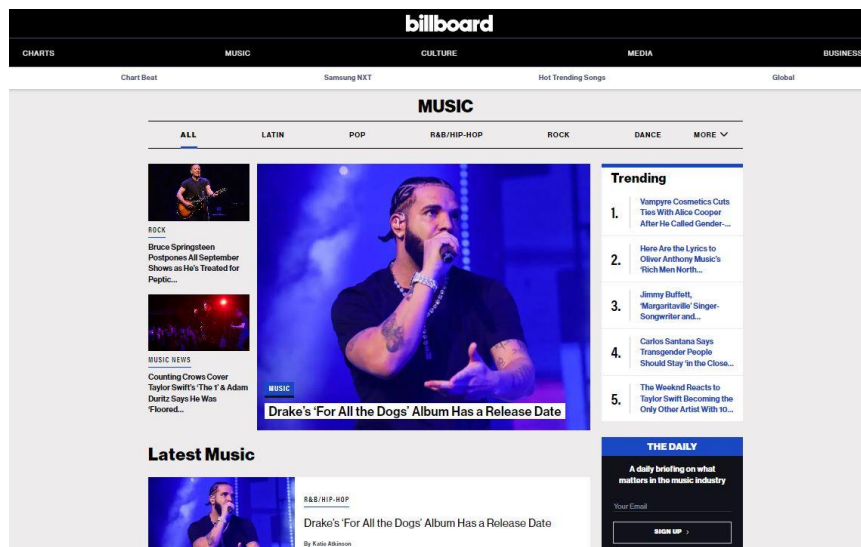 billboard
CHARTS
MUSIC
CULTURE
MEDIA
BUSINESS
Chart Beat
Samsung NXT
Hot Trending Songs
Global
MUSIC
ALL
LATIN
POP
R&B/HIP-HOP
ROCK
DANCE
MORE
ROCK
Bruce Springsteen
Postpones All September
Shows as He's Treated for
Peptic...
MUSIC NEWS
Counting Crows Cover
Taylor Swift's 'The 1' & Adam
Duritz Says He Was
'Floored...
MUSIC
Drake's 'For All the Dogs' Album Has a Release Date
Trending
1.
Vampyre Cosmetics Cuts
Ties With Alice Cooper
After He Called Gender-...
2.
Here Are the Lyrics to
Oliver Anthony Music's
'Rich Men North...
3.
Jimmy Buffett,
'Margaritaville' Singer-
Songwriter and...
4.
Carlos Santana Says
Transgender People
Should Stay 'in the Close...
5.
The Weeknd Reacts to
Taylor Swift Becoming the
Only Other Artist With 10...
THE DAILY
A daily briefing on what
matters in the music industry
Your Email
SIGN UP
Latest Music
R&B/HIP-HOP
Drake's 'For All the Dogs' Album Has a Release Date
By Katie Atkinson